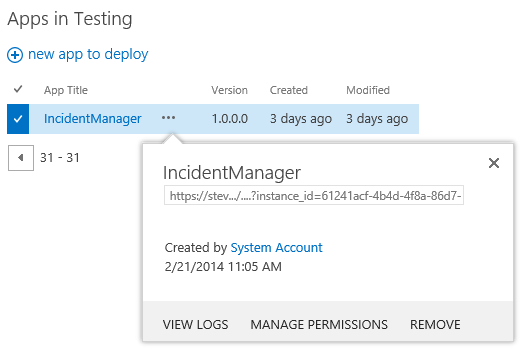 Apps in Testing
new app to deploy
App Title Version Created Modified
IncidentManager ••• 1.0.0.0 3 days ago 3 days ago
31 - 31
IncidentManager
https://stev.../....?instance_id=61241acf-4b4d-4f8a-86d7-
Created by System Account
2/21/2014 11:05 AM
VIEW LOGS MANAGE PERMISSIONS REMOVE